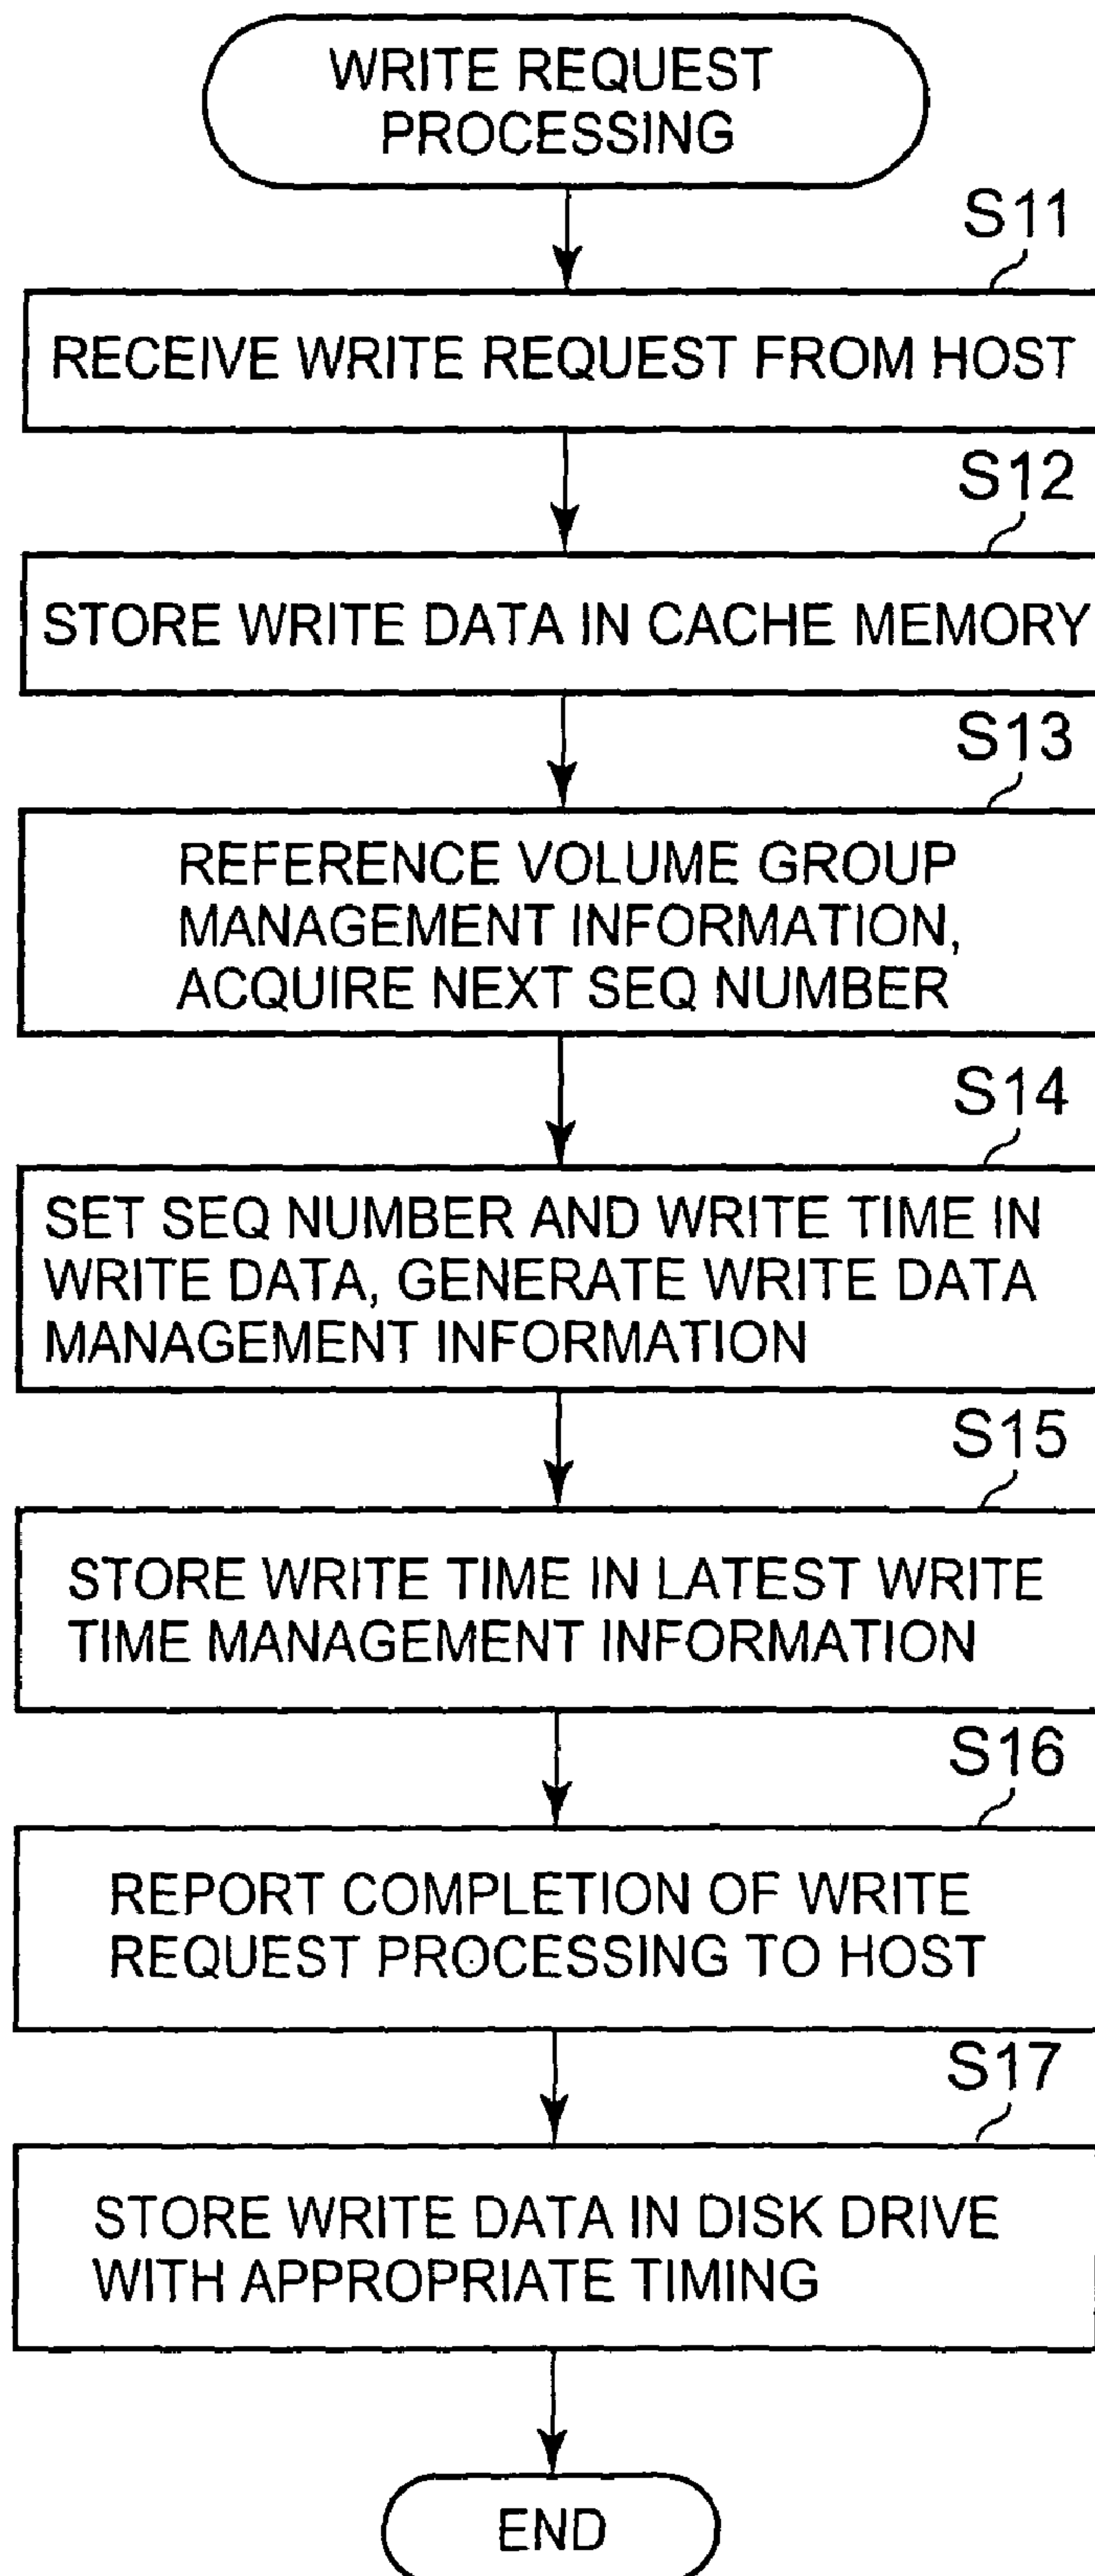 WRITE REQUEST
PROCESSING
S11
RECEIVE WRITE REQUEST FROM HOST
S12
STORE WRITE DATA IN CACHE MEMORY
S13
REFERENCE VOLUME GROUP
MANAGEMENT INFORMATION,
ACQUIRE NEXT SEQ NUMBER
S14
SET SEQ NUMBER AND WRITE TIME IN
WRITE DATA, GENERATE WRITE DATA
MANAGEMENT INFORMATION
S15
STORE WRITE TIME IN LATEST WRITE
TIME MANAGEMENT INFORMATION
S16
REPORT COMPLETION OF WRITE
REQUEST PROCESSING TO HOST
S17
STORE WRITE DATA IN DISK DRIVE
WITH APPROPRIATE TIMING
END